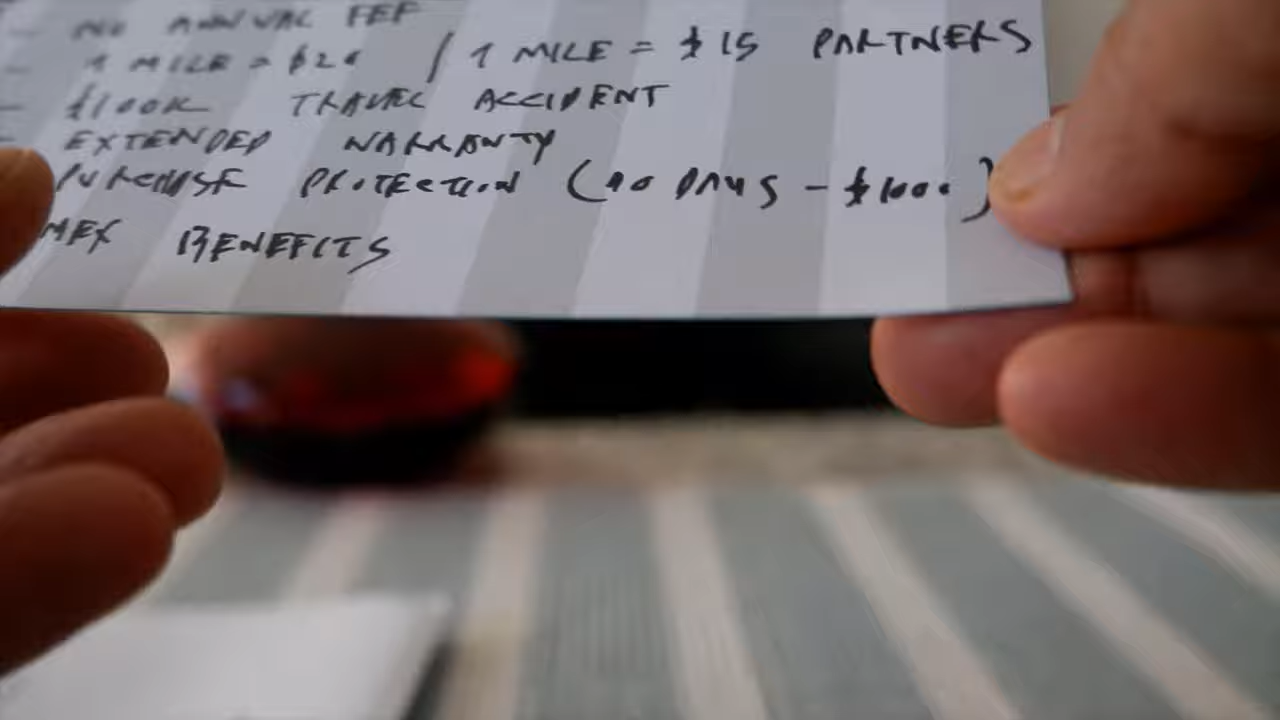 - NO ANNUAL FEE
- 1 MILE = $20 / 1 MILE = $15 PARTNERS
- $100K TRAVEL ACCIDENT
- EXTENDED WARRANTY
PURCHASE PROTECTION (90 DAYS - $1000)
MEX BENEFITS